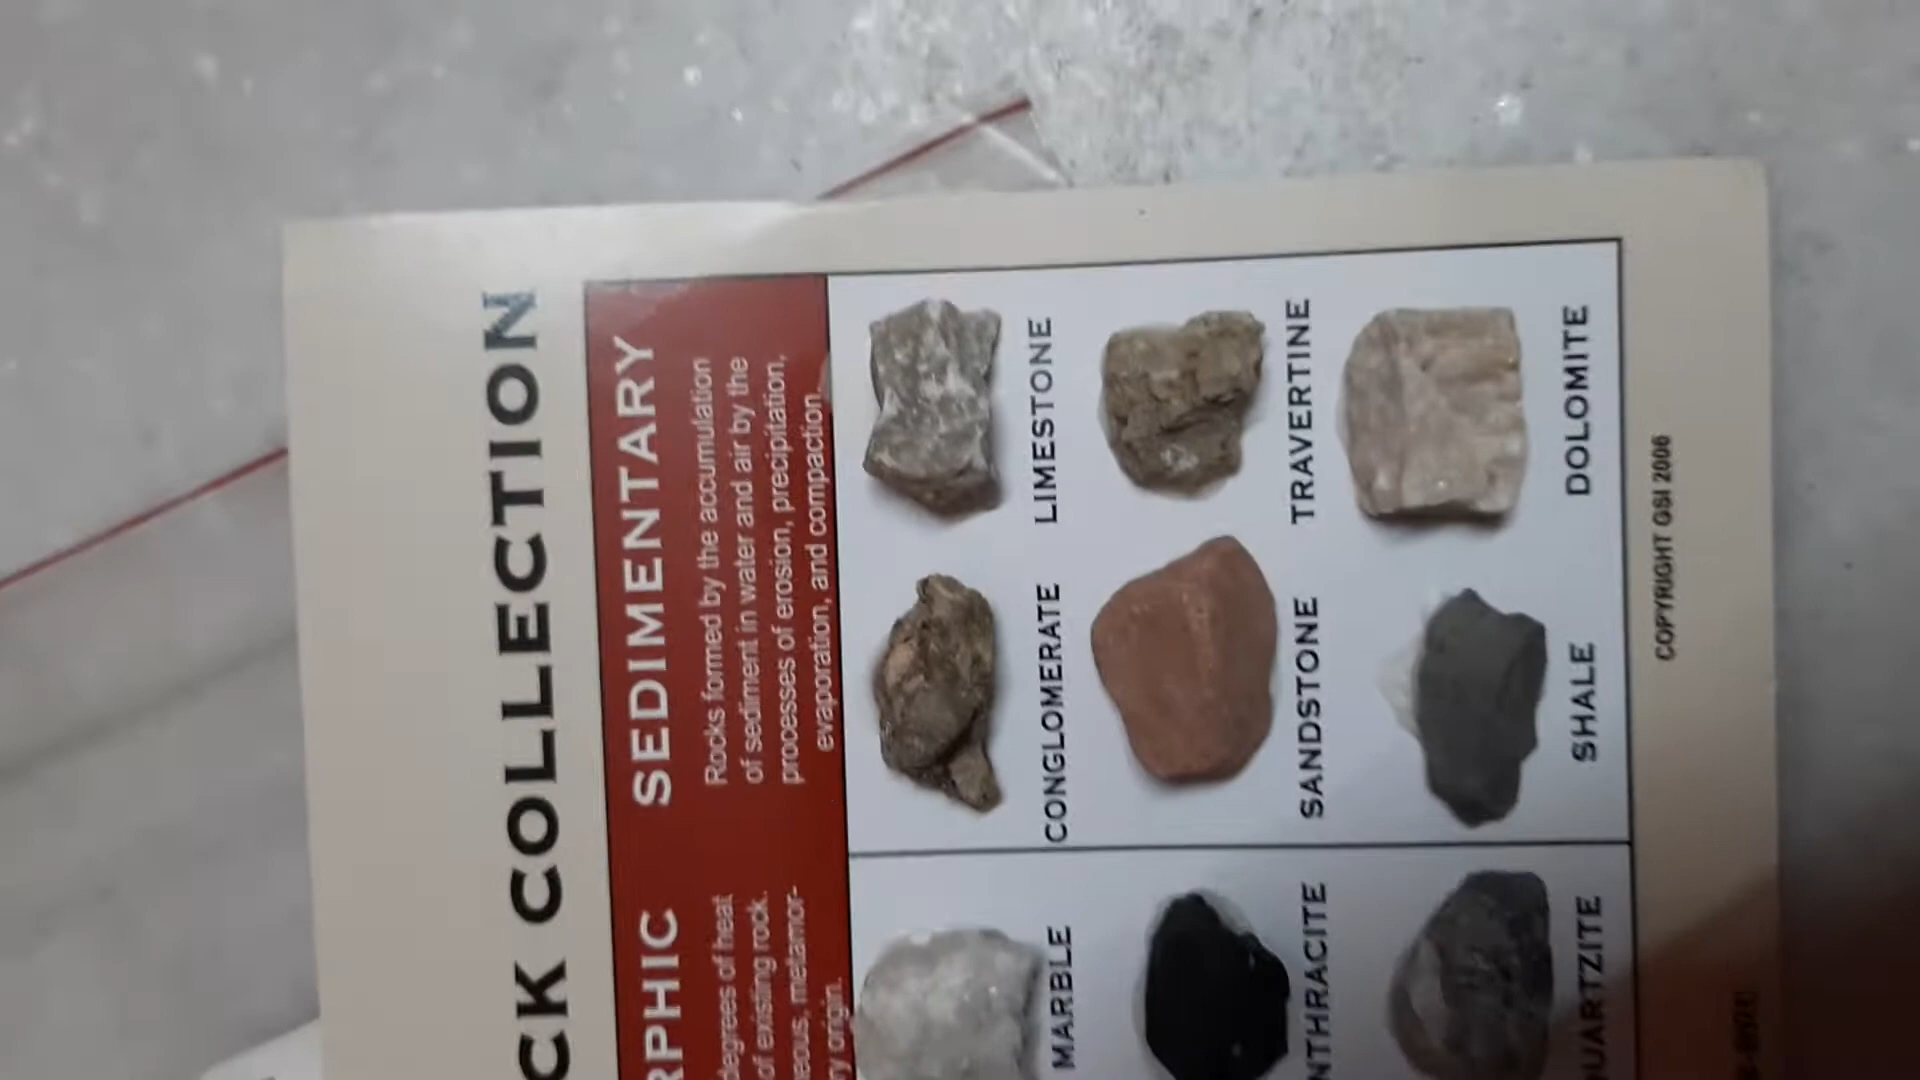 CK COLLECTION
RPHIC
degrees of heat
of existing rock.
neous, metamor-
ry origin.
SEDIMENTARY
Rocks formed by the accumulation
of sediment in water and air by the
processes of erosion, precipitation,
evaporation, and compaction.
MARBLE
CONGLOMERATE
LIMESTONE
NTHRACITE
SANDSTONE
TRAVERTINE
UARTZITE
SHALE
DOLOMITE
COPYRIGHT GSI 2006